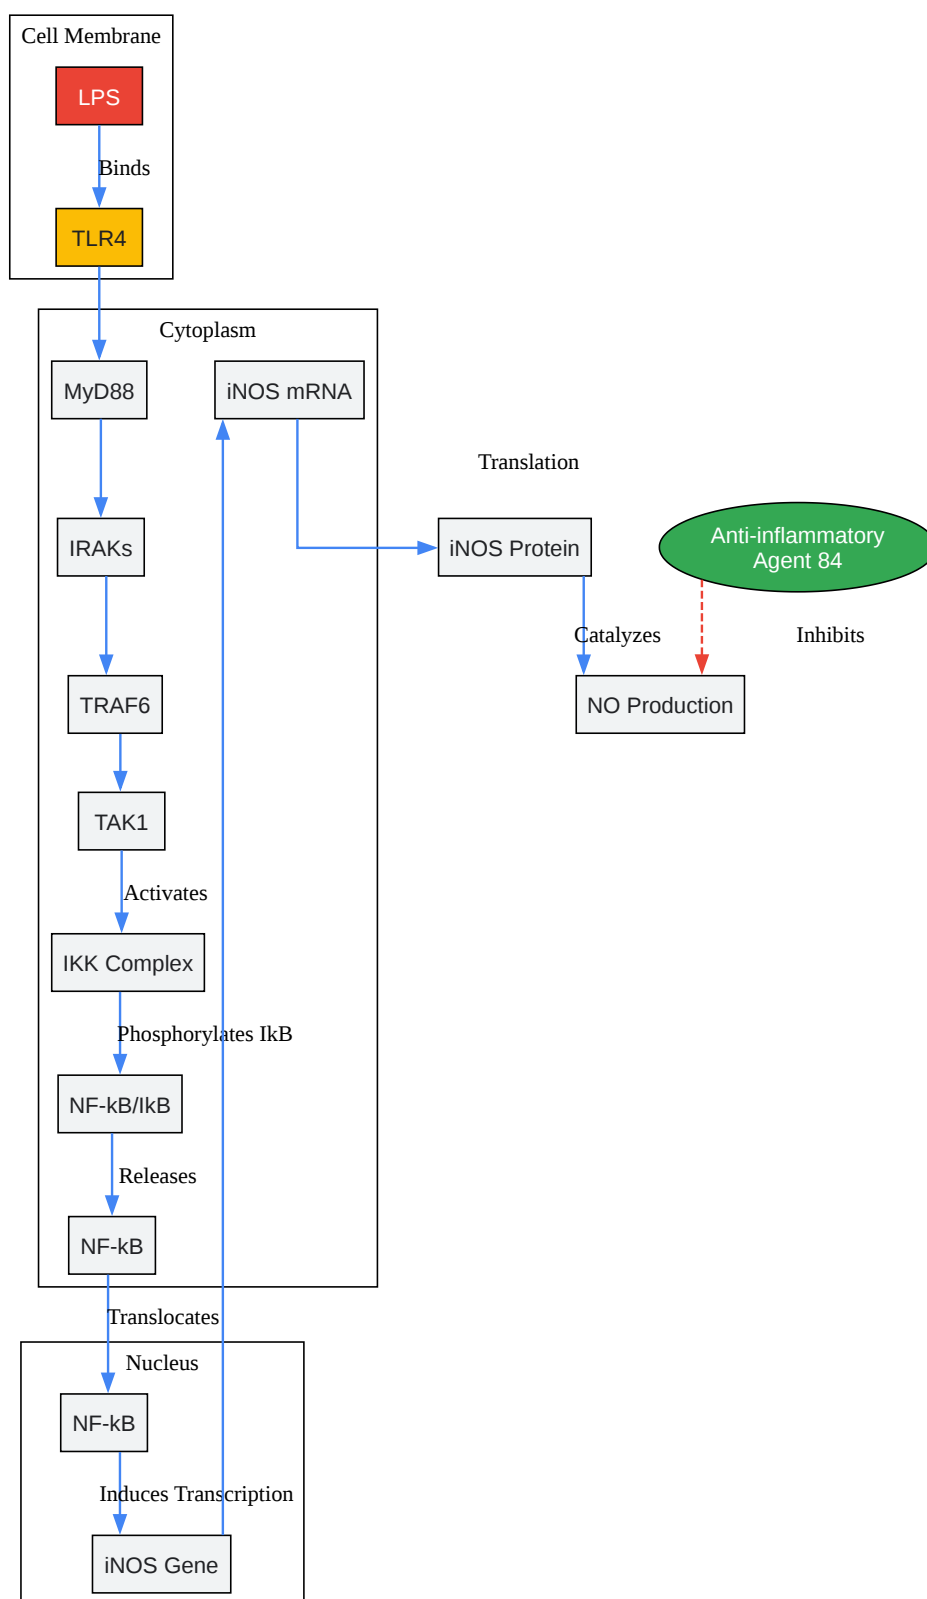 Cell Membrane
LPS
Binds
TLR4
Cytoplasm
MyD88
iNOS mRNA
Translation
IRAKs
iNOS Protein
Anti-inflammatory
Agent 84
Catalyzes
Inhibits
TRAF6
NO Production
TAK1
Activates
IKK Complex
Phosphorylates IkB
NF-kB/IkB
Releases
NF-kB
Translocates
Nucleus
NF-kB
Induces Transcription
iNOS Gene